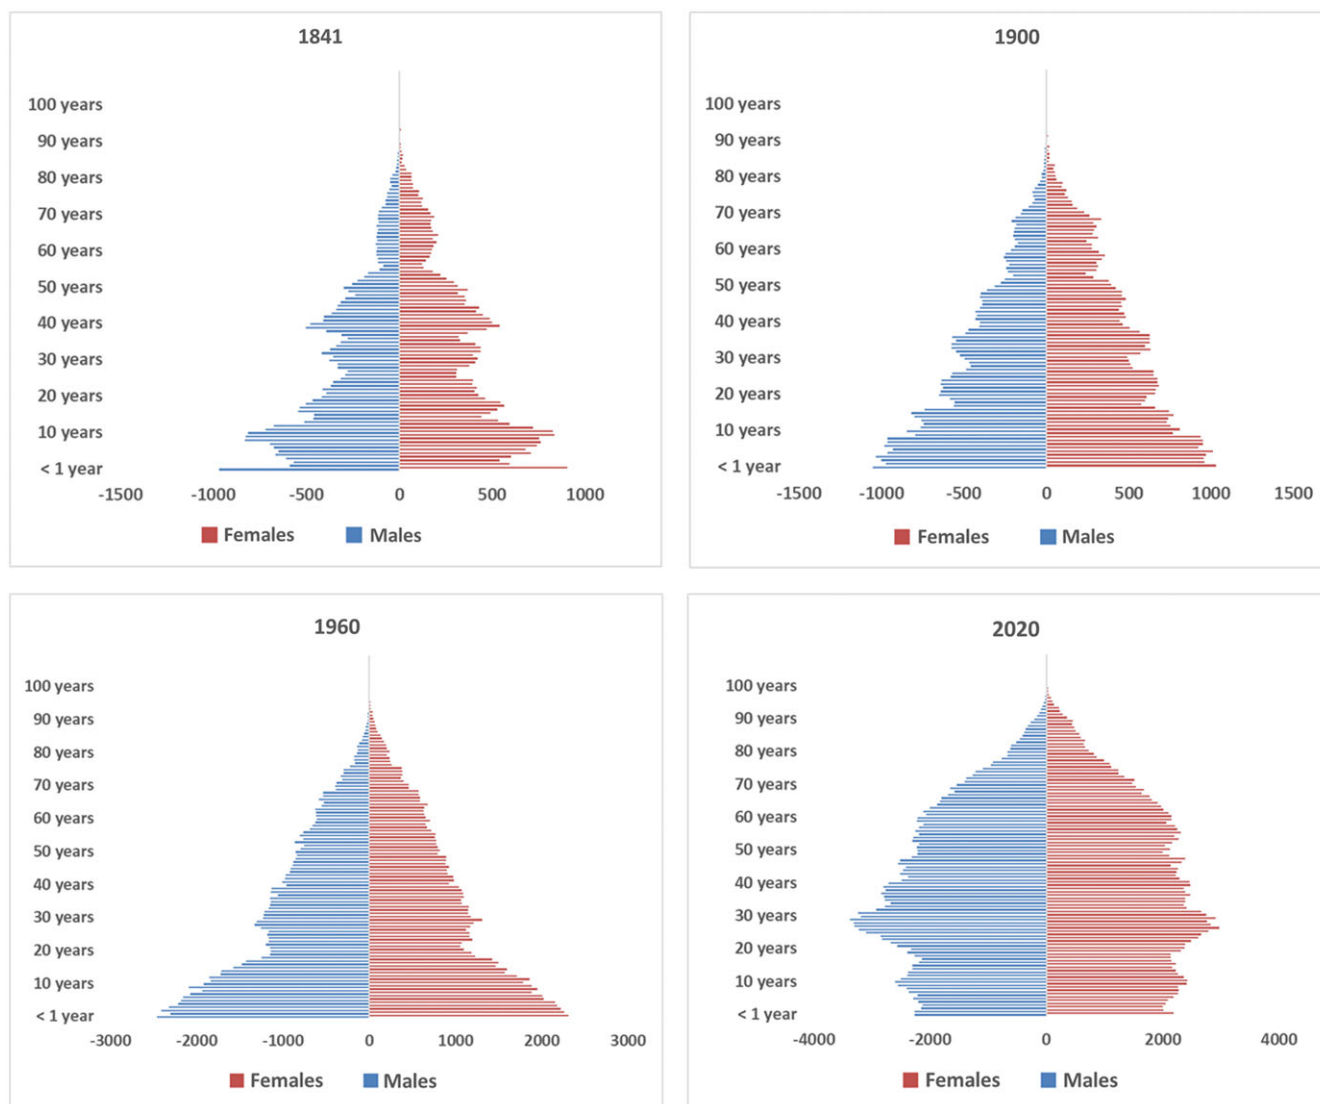 1841
100 years
90 years
80 years
70 years
60 years
50 years
40 years
30 years
20 years
10 years
< 1 year
-1500 -1000 -500 0 500 1000
Females Males
1900
100 years
90 years
80 years
70 years
60 years
50 years
40 years
30 years
20 years
10 years
< 1 year
-1500 -1000 -500 0 500 1000 1500
Females Males
1960
100 years
90 years
80 years
70 years
60 years
50 years
40 years
30 years
20 years
10 years
< 1 year
-3000 -2000 -1000 0 1000 2000 3000
Females Males
2020
100 years
90 years
80 years
70 years
60 years
50 years
40 years
30 years
20 years
10 years
< 1 year
-4000 -2000 0 2000 4000
Females Males